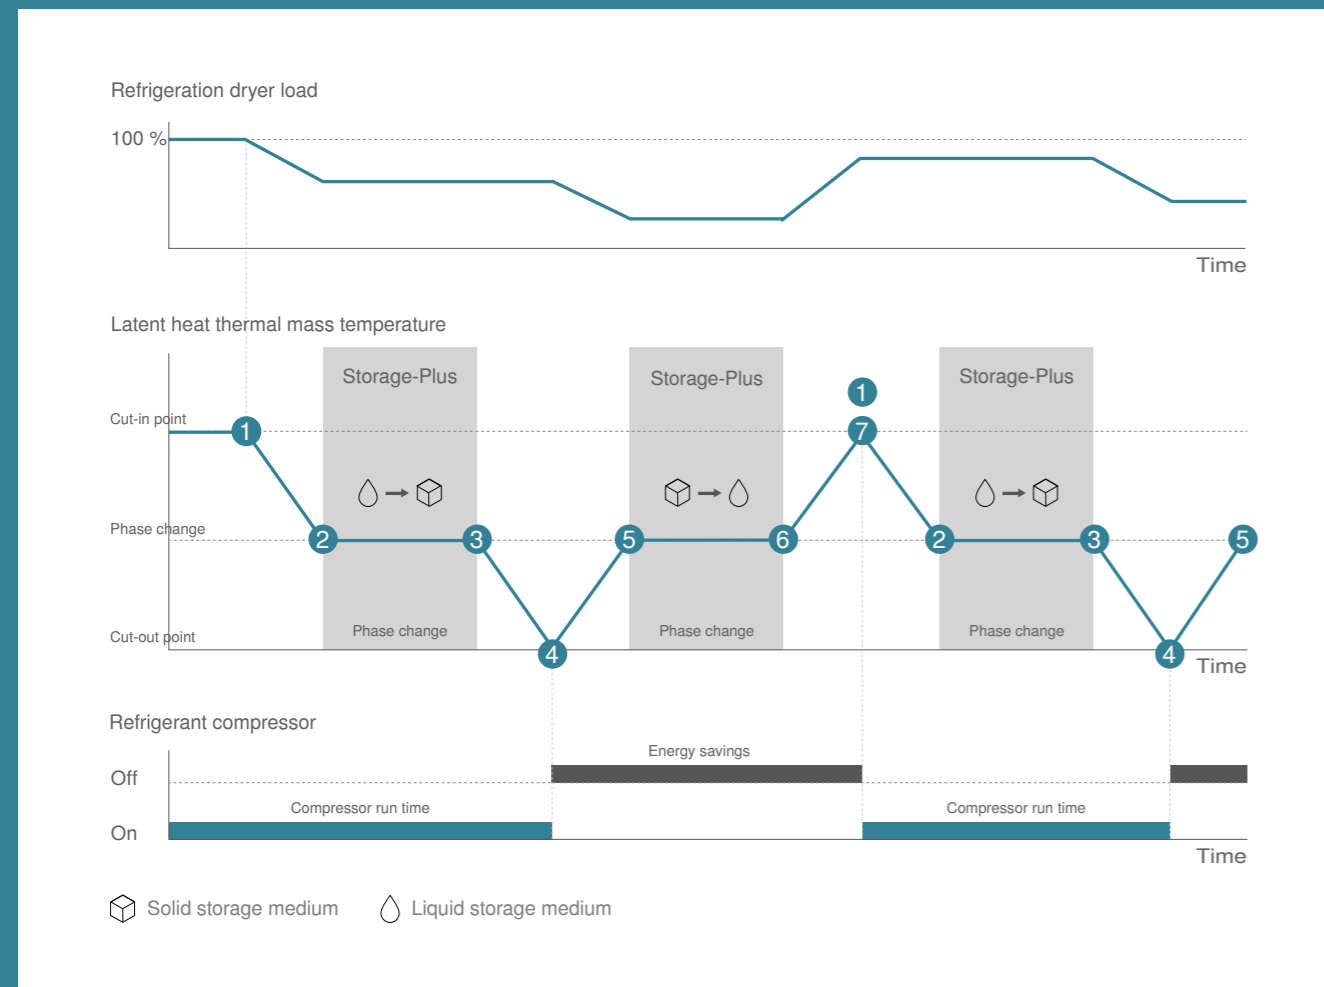 Refrigeration dryer load
100 %
Time
Latent heat thermal mass temperature
Storage-Plus
Storage-Plus
Storage-Plus
1
Cut-in point
1
7
Phase change
2
3
5
6
2
3
5
Cut-out point
Phase change
Phase change
Phase change
4
4
Time
Refrigerant compressor
Energy savings
Off
Compressor run time
Compressor run time
On
Time
Solid storage medium
Liquid storage medium